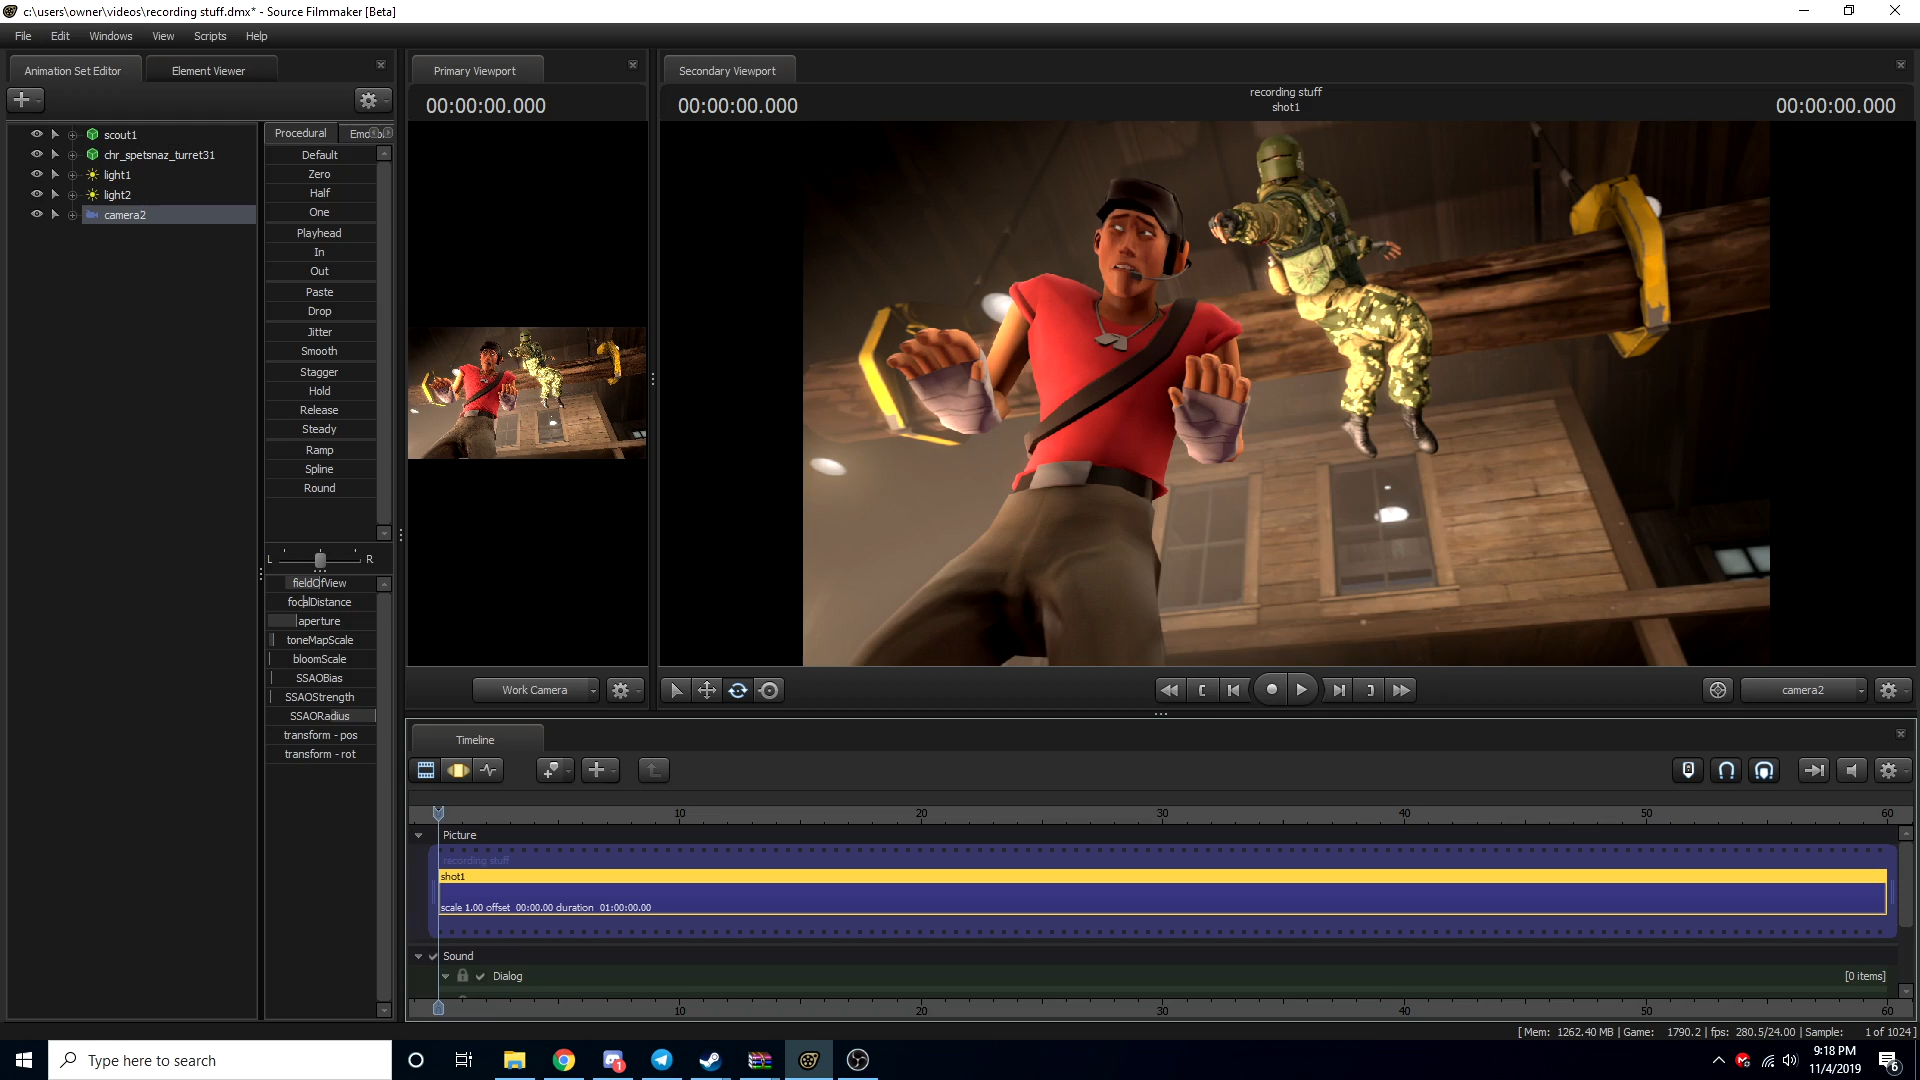 c:\users\owner\videos\recording stuff.dmx* - Source Filmmaker [Beta]
File Edit Windows View Scripts Help
Animation Set Editor Element Viewer
scout1
chr_spetsnaz_turret31
light1
light2
camera2
Procedural
Default
Zero
Half
One
Playhead
In
Out
Paste
Drop
Jitter
Smooth
Stagger
Hold
Release
Steady
Ramp
Spline
Round
L R
fieldOfView
focalDistance
aperture
toneMapScale
bloomScale
SSAOBias
SSAOStrength
SSAORadius
transform - pos
transform - rot
Primary Viewport
00:00:00.000
Work Camera
Secondary Viewport
00:00:00.000
recording stuff
shot1
00:00:00.000
camera2
Timeline
10 20 30 40 50 60
Picture
recording stuff
shot1
scale 1.00 offset 00:00.00 duration 01:00:00.00
Sound
Dialog [0 items]
10 20 30 40 50 60
[ Mem: 1262.40 MB | Game: 1790.2 | fps: 280.5/24.00 | Sample: 1 of 1024 ]
Type here to search
1
9:18 PM
11/4/2019
6